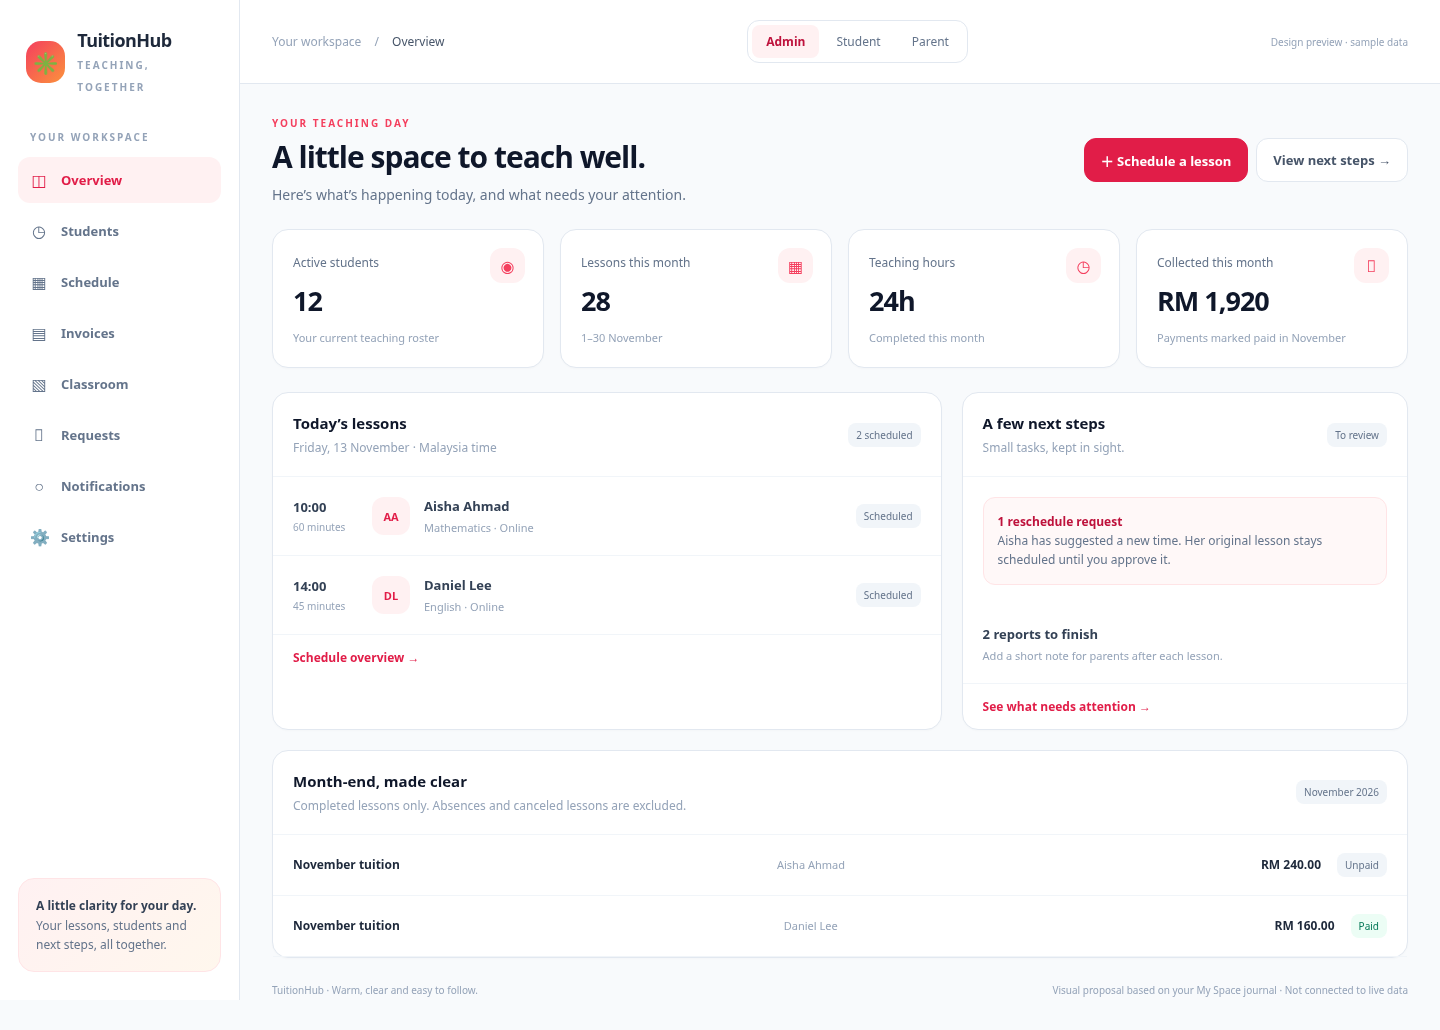 TuitionHub
TEACHING,
TOGETHER
YOUR WORKSPACE
Overview
Students
Schedule
Invoices
Classroom
Requests
Notifications
Settings
A little clarity for your day.
Your lessons, students and
next steps, all together.
Your workspace / Overview
Admin Student Parent
Design preview · sample data
YOUR TEACHING DAY
A little space to teach well.
Here’s what’s happening today, and what needs your attention.
+ Schedule a lesson
View next steps →
Active students
12
Your current teaching roster
Lessons this month
28
1–30 November
Teaching hours
24h
Completed this month
Collected this month
RM 1,920
Payments marked paid in November
Today’s lessons
Friday, 13 November · Malaysia time
2 scheduled
10:00
60 minutes
AA
Aisha Ahmad
Mathematics · Online
Scheduled
14:00
45 minutes
DL
Daniel Lee
English · Online
Scheduled
Schedule overview →
A few next steps
Small tasks, kept in sight.
To review
1 reschedule request
Aisha has suggested a new time. Her original lesson stays
scheduled until you approve it.
2 reports to finish
Add a short note for parents after each lesson.
See what needs attention →
Month-end, made clear
Completed lessons only. Absences and canceled lessons are excluded.
November 2026
November tuition Aisha Ahmad RM 240.00 Unpaid
November tuition Daniel Lee RM 160.00 Paid
TuitionHub · Warm, clear and easy to follow.
Visual proposal based on your My Space journal · Not connected to live data